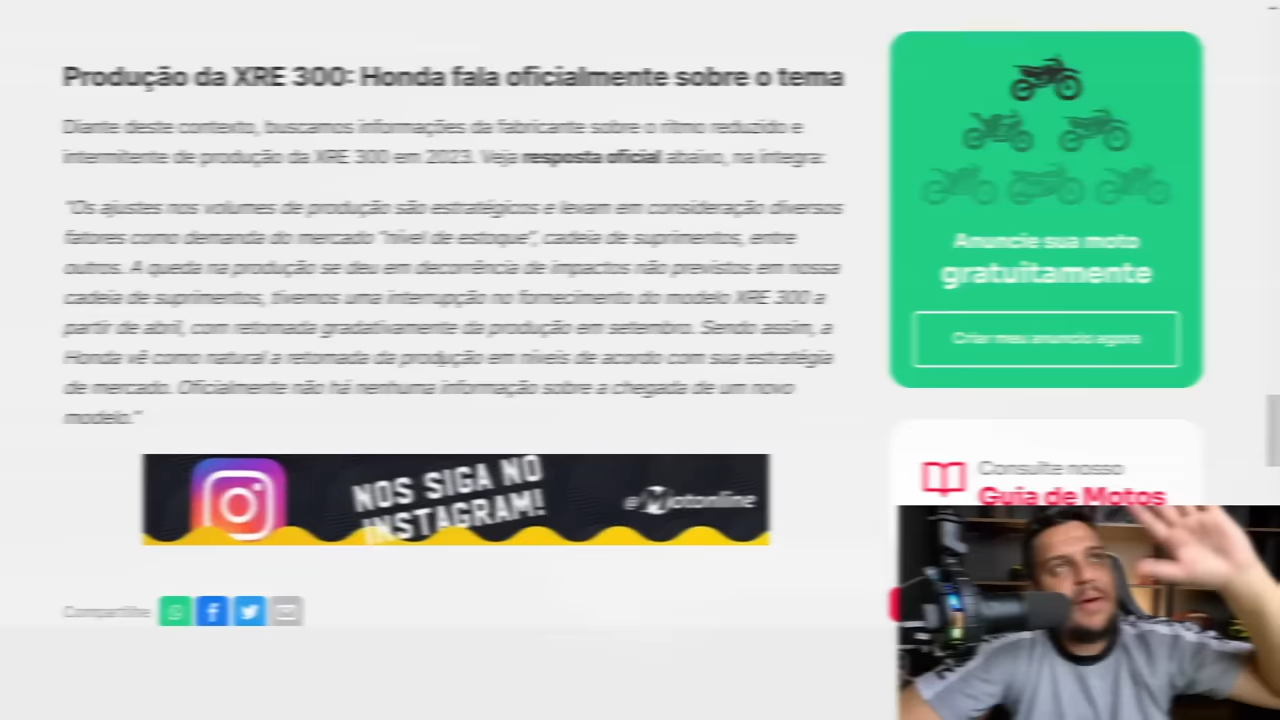 Produção da XRE 300: Honda fala oficialmente sobre o tema
Diante deste contexto, buscamos informações da fabricante sobre o ritmo reduzido e
intermitente de produção da XRE 300 em 2023. Veja resposta oficial abaixo, na íntegra:
"Os ajustes nos volumes de produção são estratégicos e levam em consideração diversos
fatores como demanda do mercado "nível de estoque", cadeia de suprimentos, entre
outros. A queda na produção se deu em decorrência de impactos não previstos em nossa
cadeia de suprimentos, tivemos uma interrupção no fornecimento do modelo XRE 300 a
partir de abril, com retomada gradativamente da produção em setembro. Sendo assim, a
Honda vê como natural a retomada da produção em níveis de acordo com sua estratégia
de mercado. Oficialmente não há nenhuma informação sobre a chegada de um novo
modelo."
NOS SIGA NO
INSTAGRAM!
eMotonline
Compartilhe
Anuncie sua moto
gratuitamente
Criar meu anuncio agora
Consulte nosso
Guia de Motos